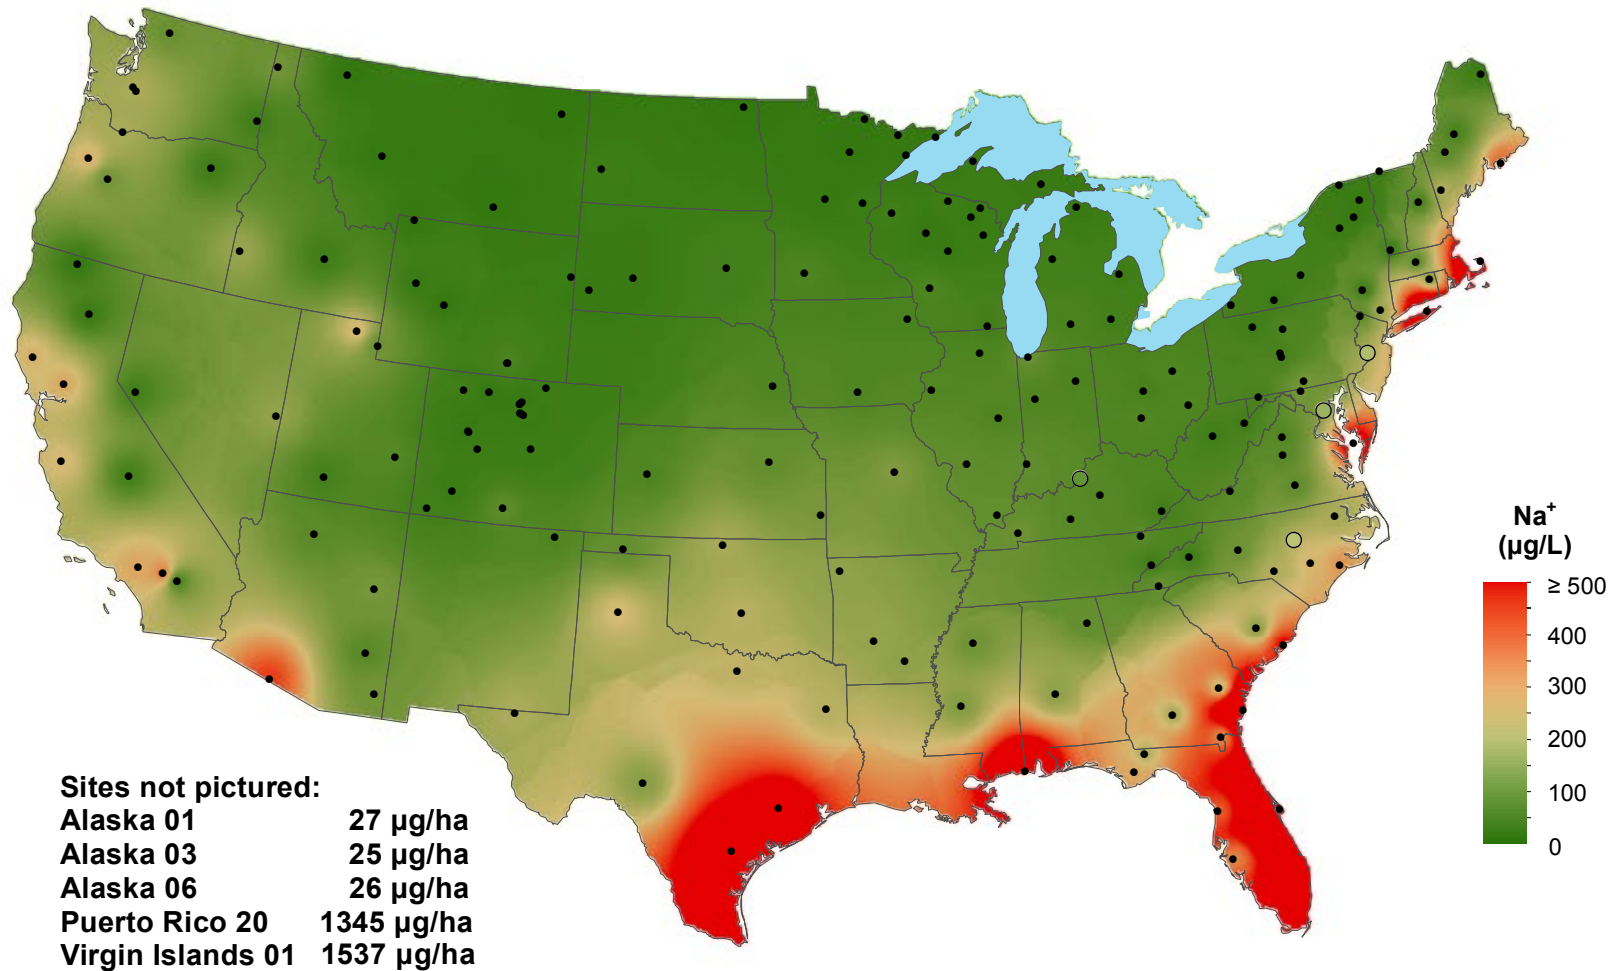 Na+
(µg/L)
≥ 500
400
300
200
100
0
Sites not pictured:
Alaska 01 27 µg/ha
Alaska 03 25 µg/ha
Alaska 06 26 µg/ha
Puerto Rico 20 1345 µg/ha
Virgin Islands 01 1537 µg/ha